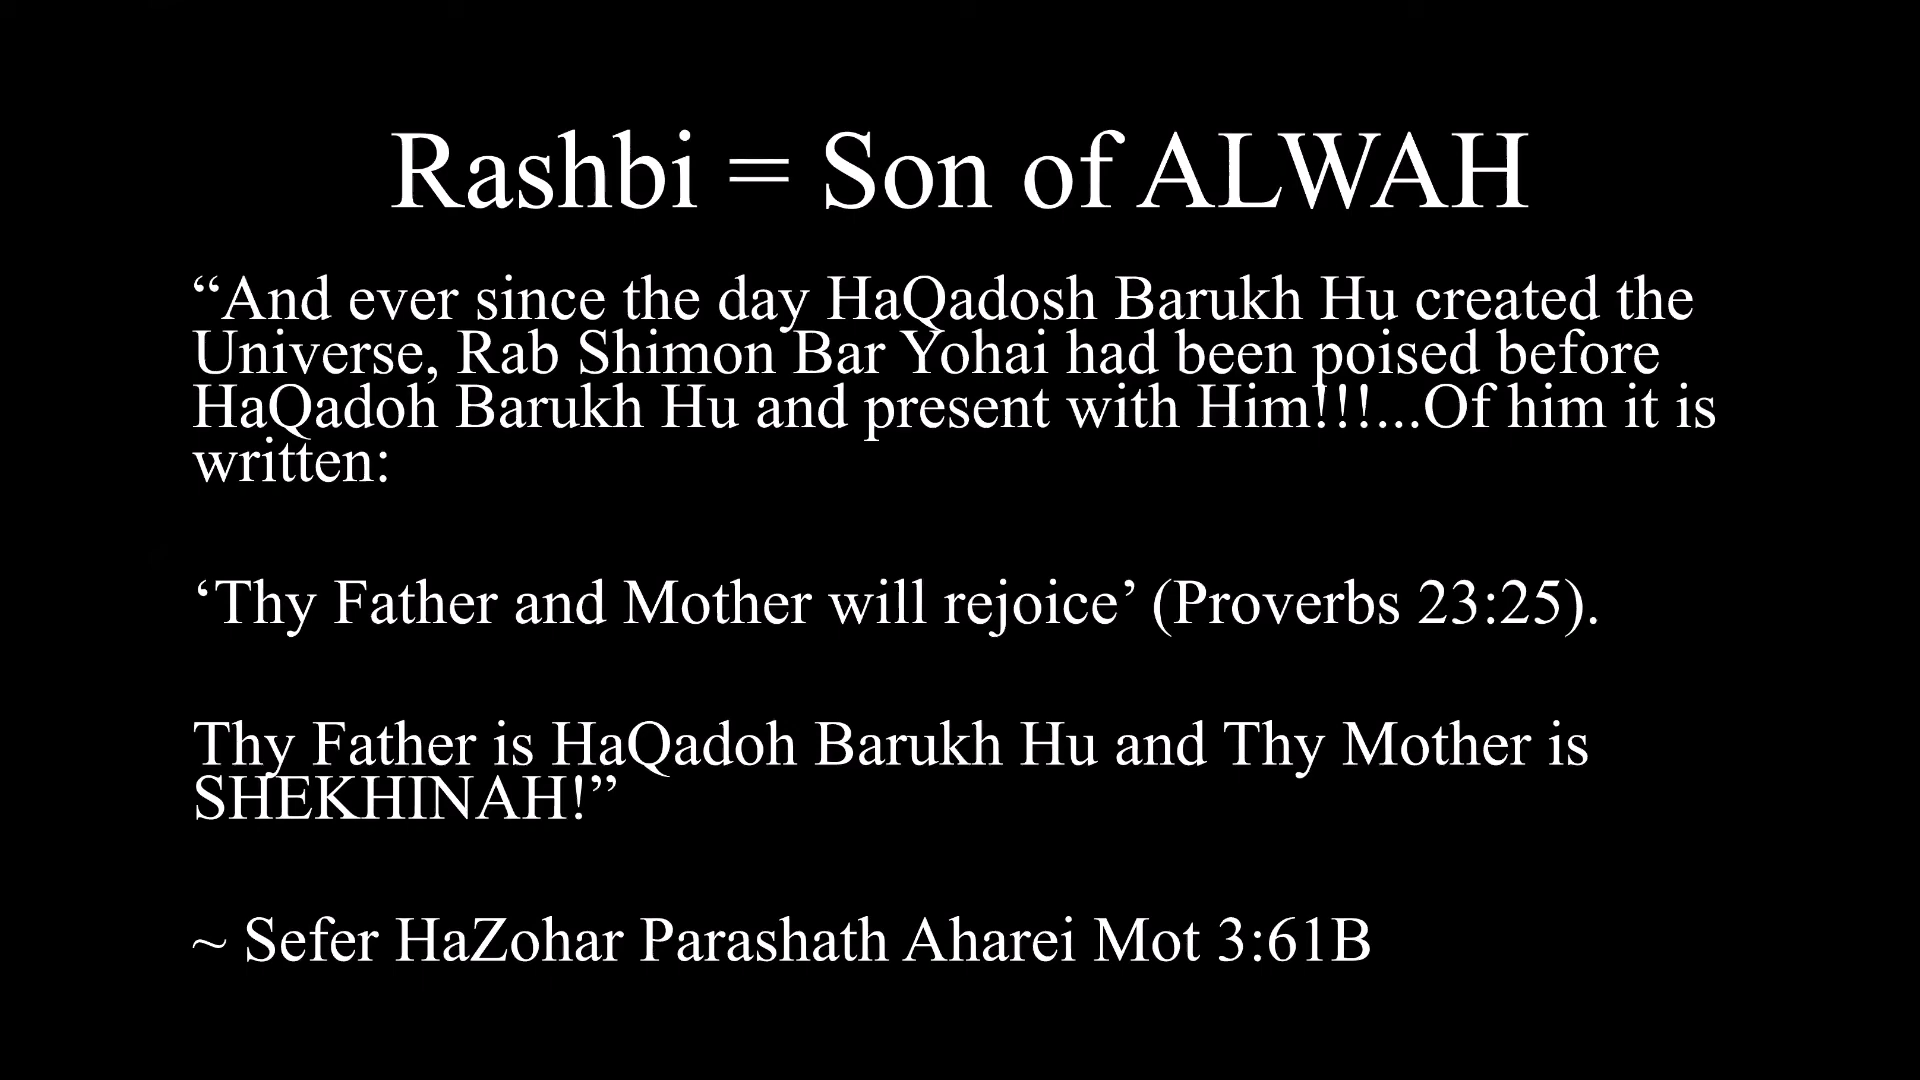 Rashbi = Son of ALWAH
“And ever since the day HaQadosh Barukh Hu created the
Universe, Rab Shimon Bar Yohai had been poised before
HaQadoh Barukh Hu and present with Him!!!...Of him it is
written:
‘Thy Father and Mother will rejoice’ (Proverbs 23:25).
Thy Father is HaQadoh Barukh Hu and Thy Mother is
SHEKHINAH!”
~ Sefer HaZohar Parashath Aharei Mot 3:61B